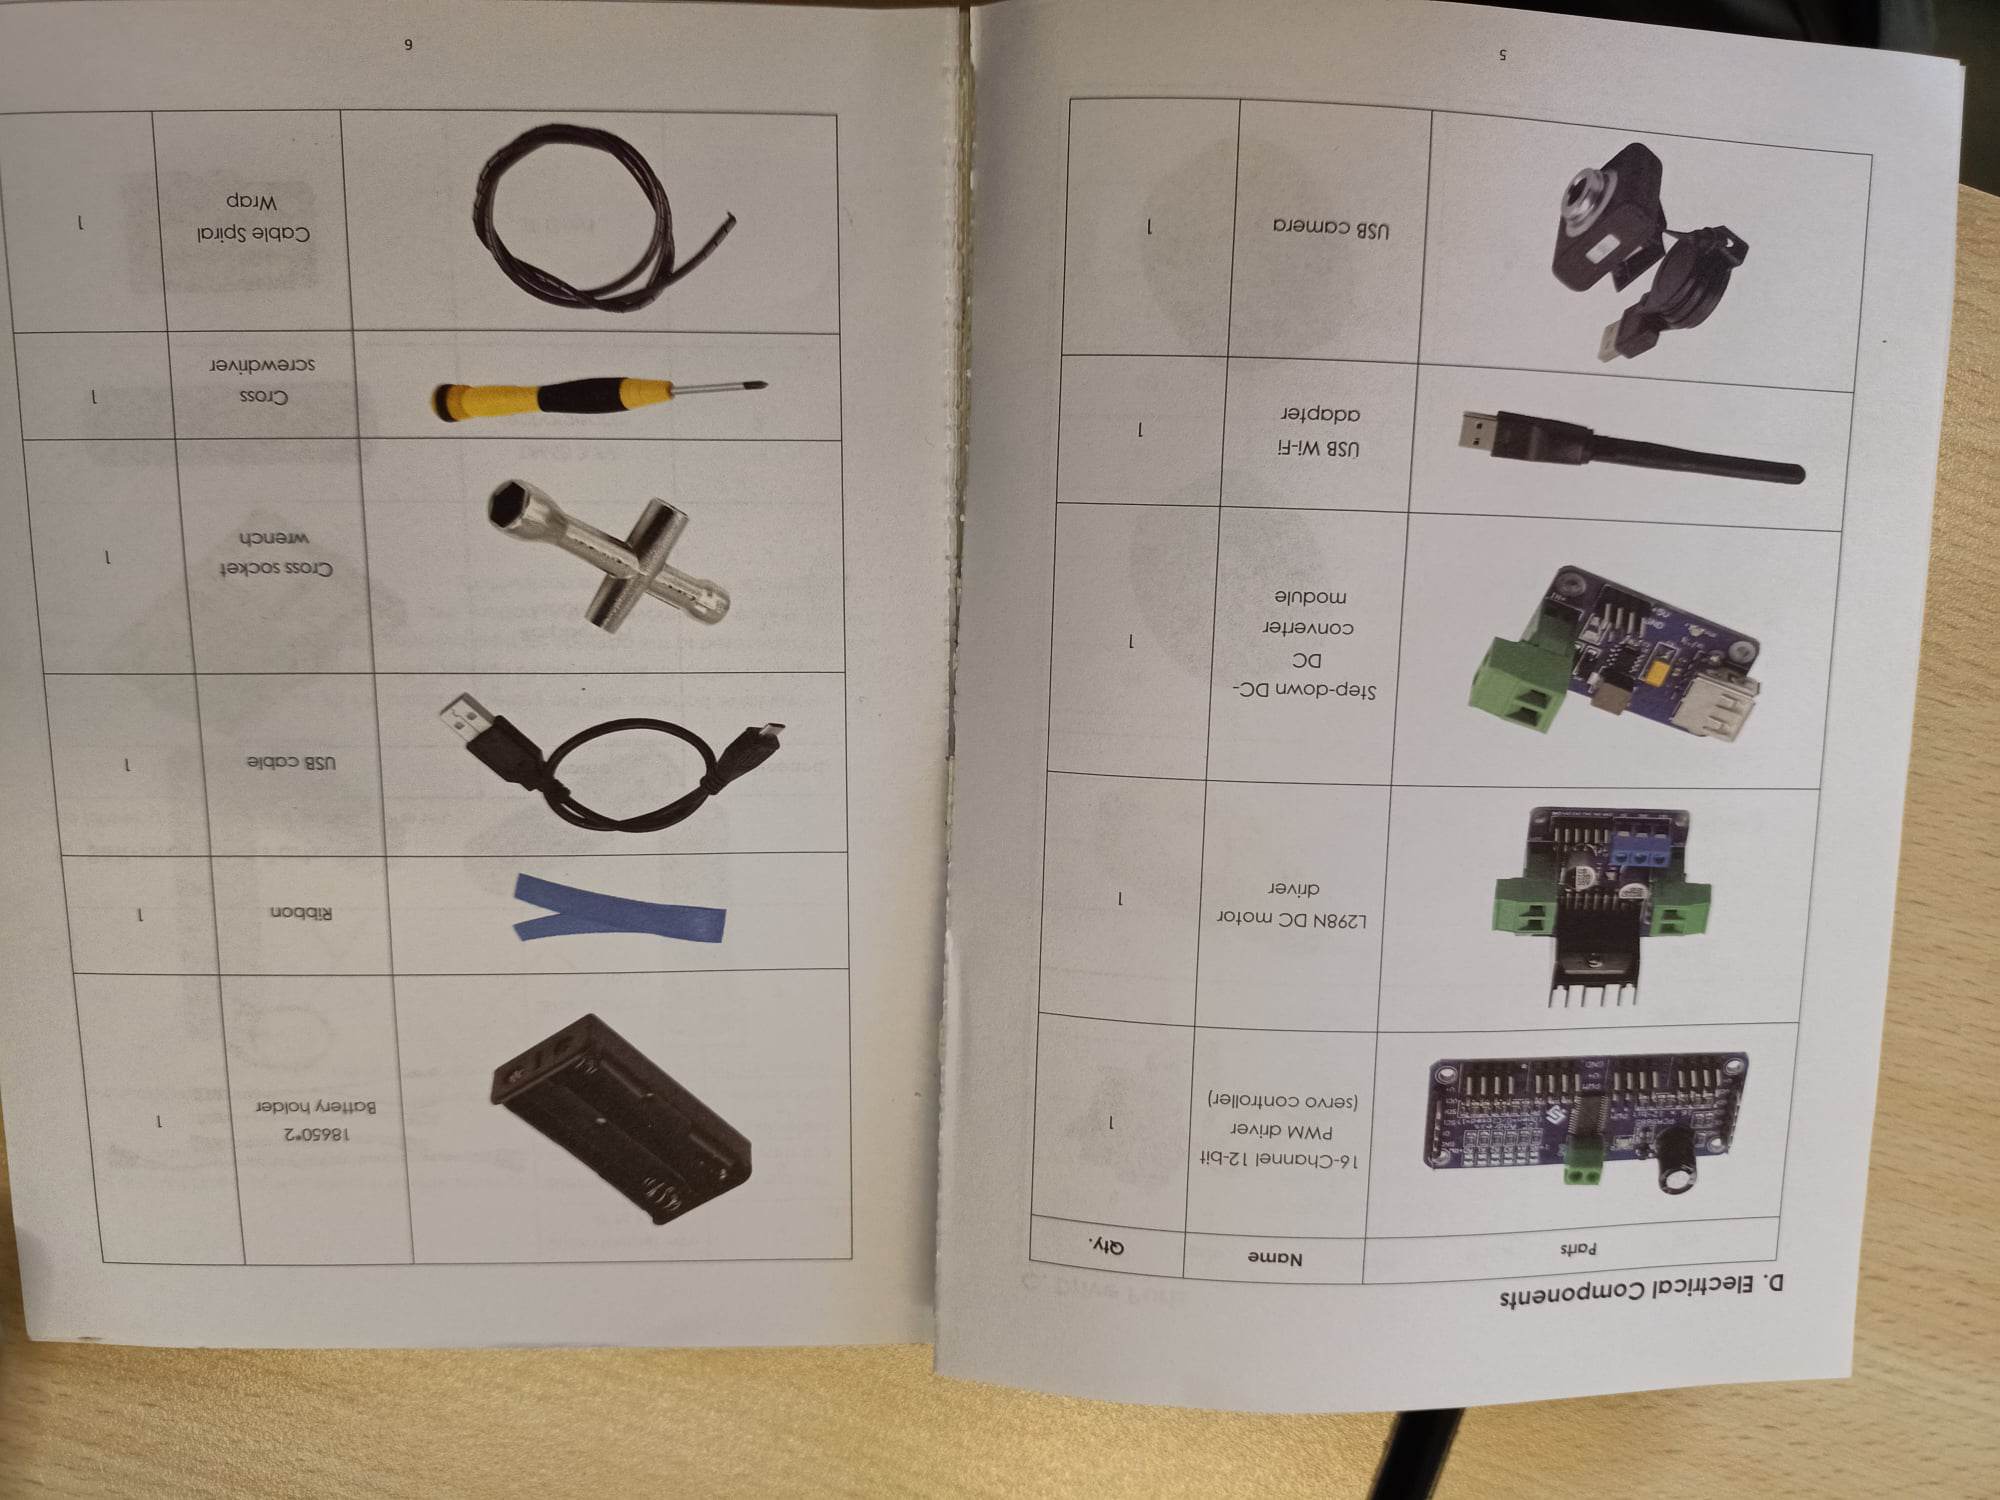 D. Electrical Components
Parts
Name
Qty.
16-Channel 12-bit
PWM driver
(servo controller)
1
L298N DC motor
driver
1
Step-down DC-
DC
converter
module
1
USB Wi-Fi
adapter
1
USB camera
1
5
18650*2
Battery holder
1
Ribbon
1
USB cable
1
Cross socket
wrench
1
Cross
screwdriver
1
Cable Spiral
Wrap
1
6